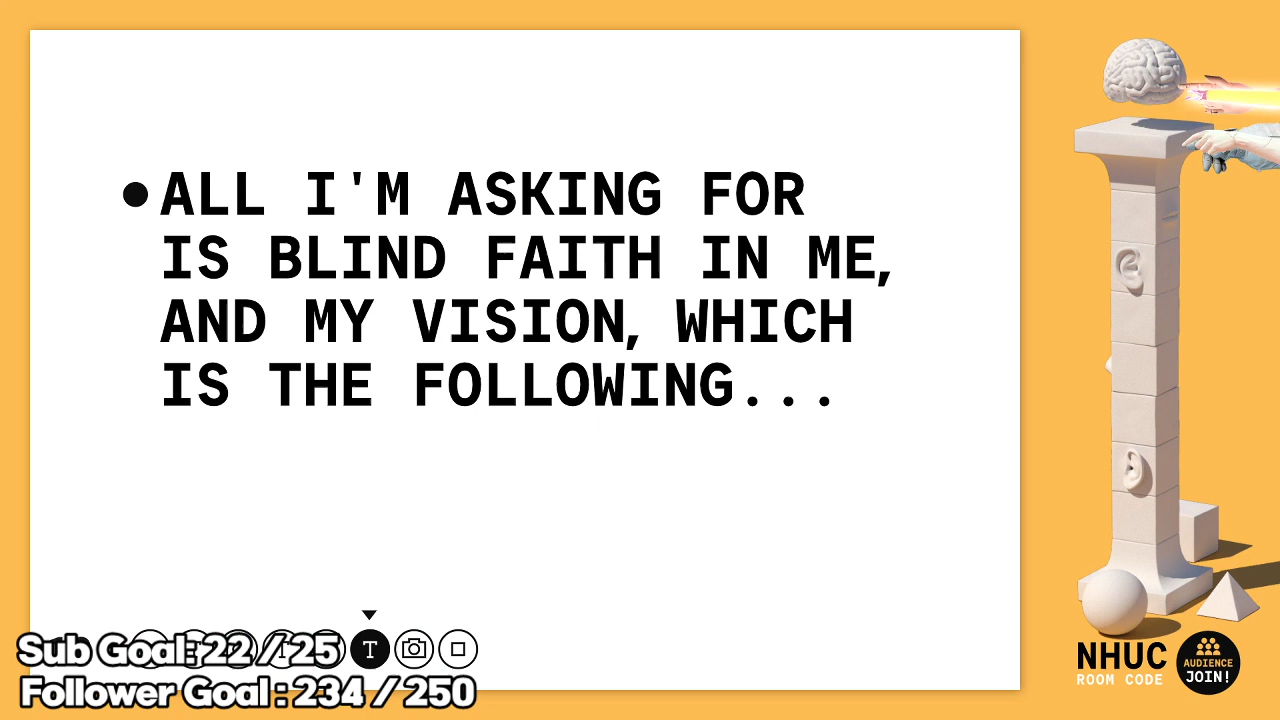 ●ALL I'M ASKING FOR
IS BLIND FAITH IN ME,
AND MY VISION, WHICH
IS THE FOLLOWING...
T
Sub Goal: 22 / 25
Follower Goal : 234 / 250
NHUC
ROOM CODE
AUDIENCE
JOIN!